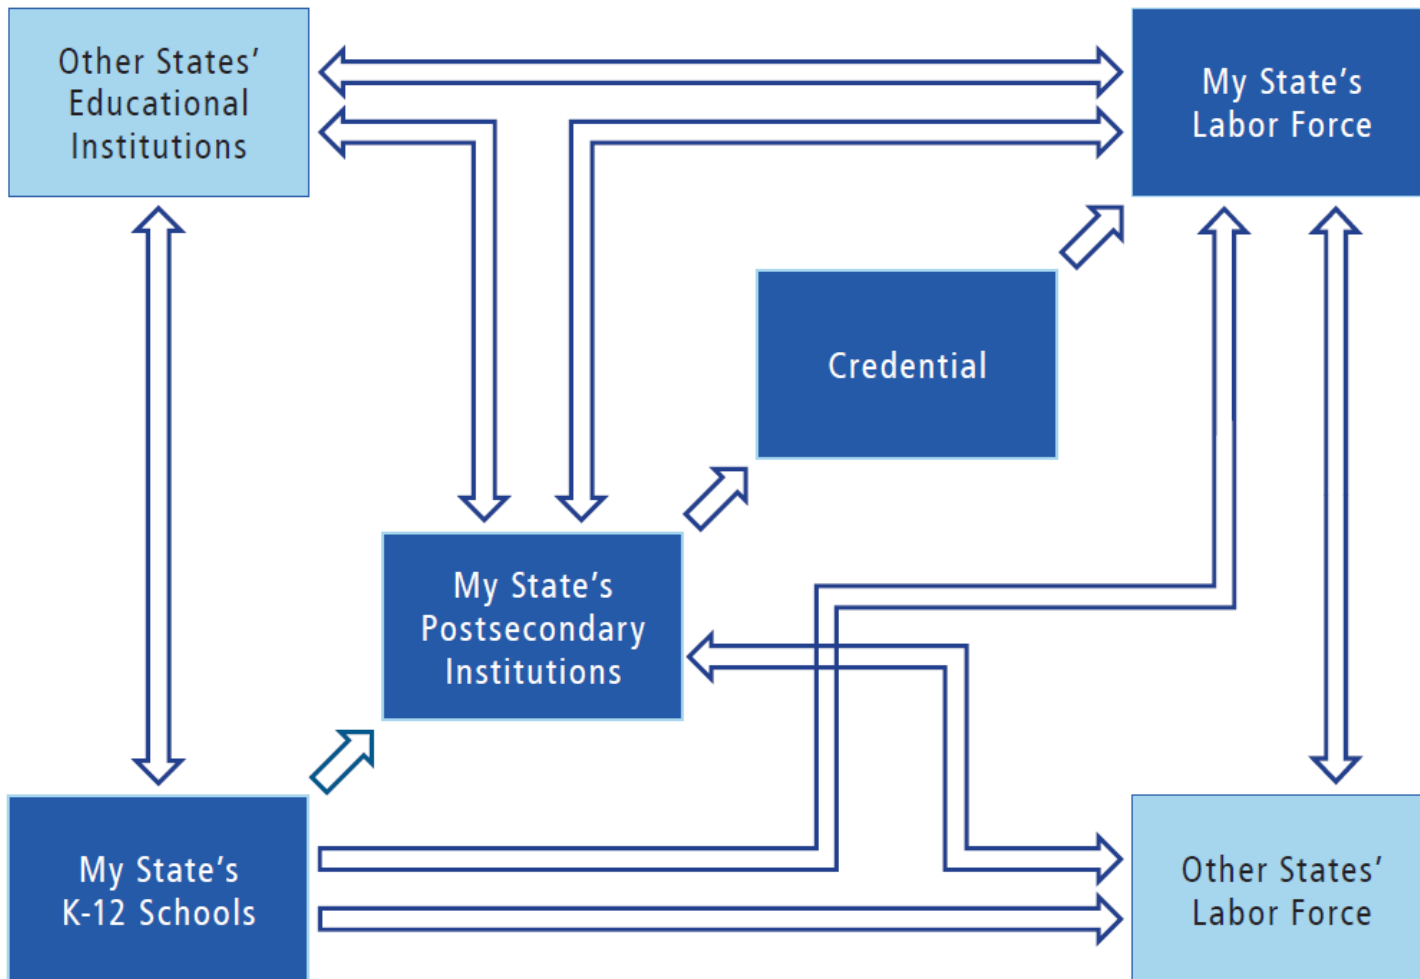 Other States’
Educational
Institutions
My State’s
Labor Force
Credential
My State’s
Postsecondary
Institutions
My State’s
K-12 Schools
Other States’
Labor Force